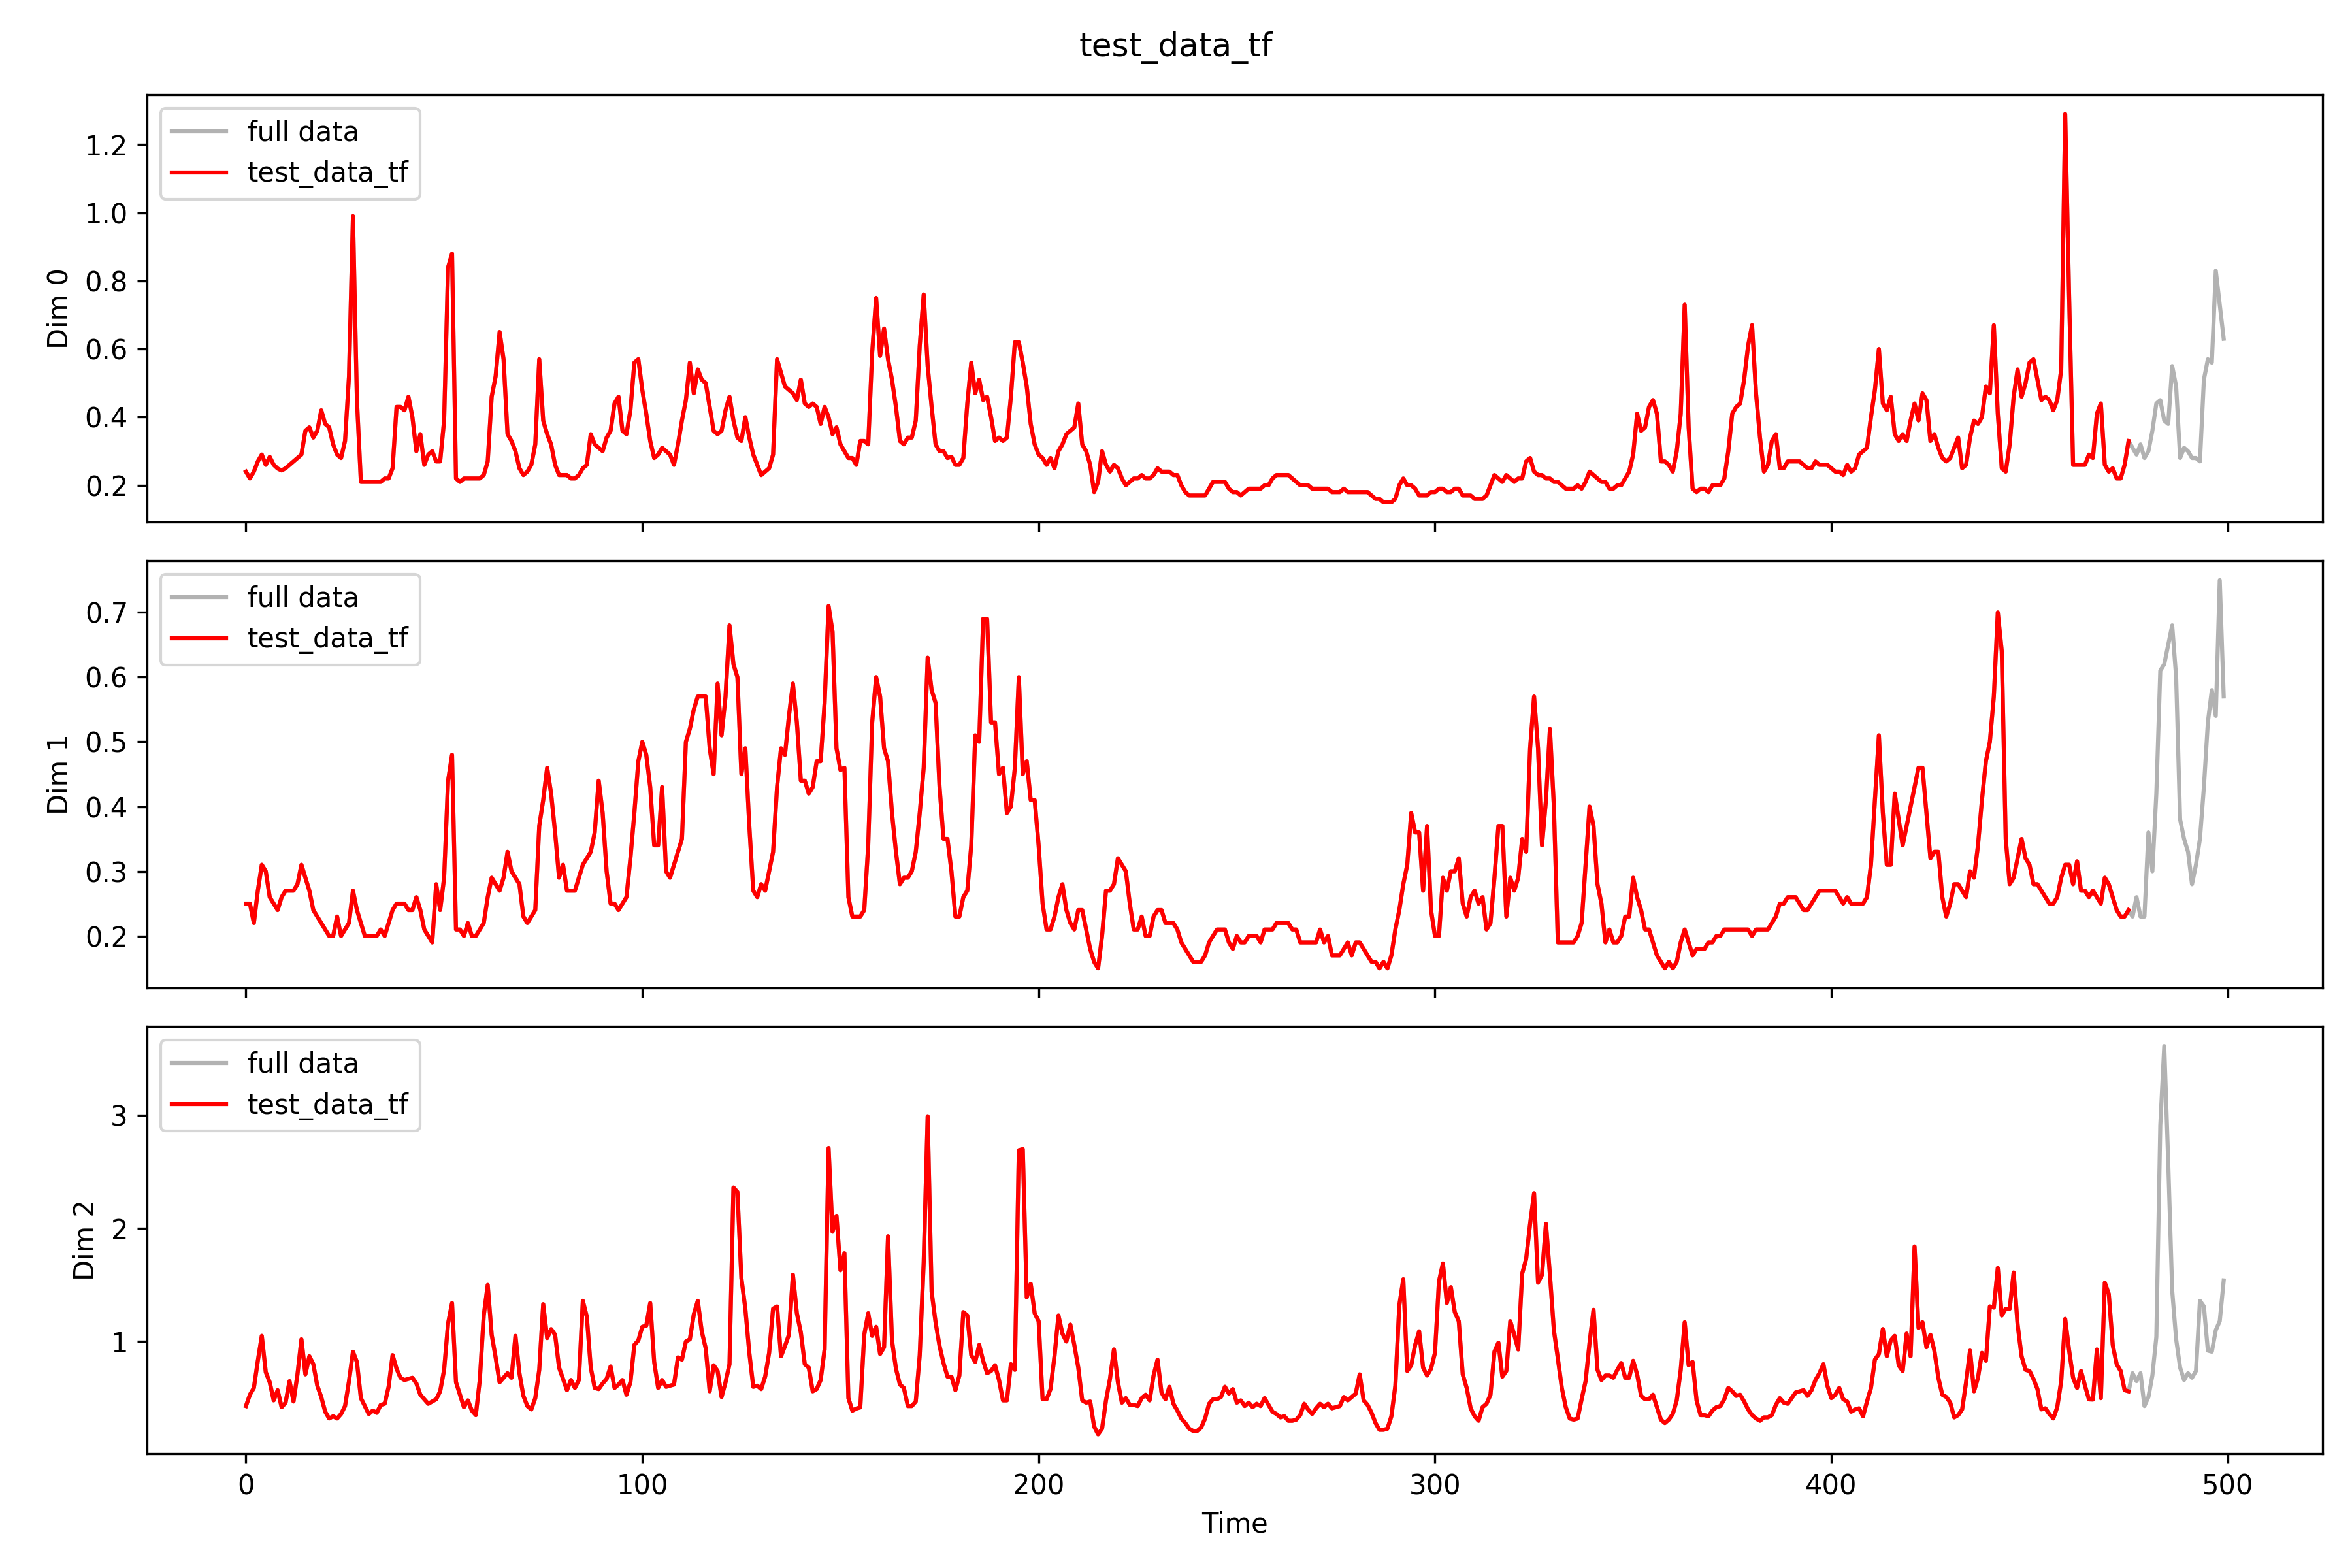 test_data_tf
full data
test_data_tf
1.2
1.0
0.8
0.6
0.4
0.2
Dim 0
full data
test_data_tf
0.7
0.6
0.5
0.4
0.3
0.2
Dim 1
full data
test_data_tf
3
2
1
Dim 2
0 100 200 300 400 500
Time